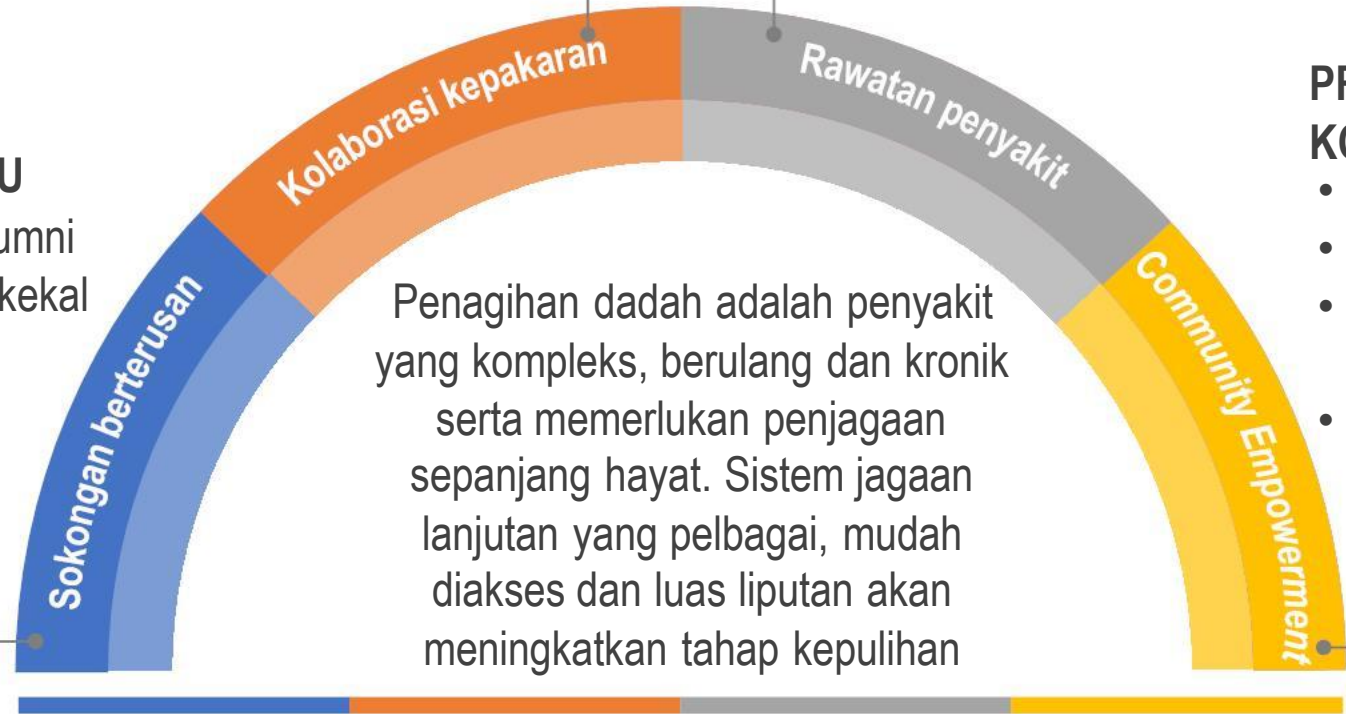 Kolaborasi kepakaran
Rawatan penyakit
Sokongan berterusan
Community Empowerment
Penagihan dadah adalah penyakit
yang kompleks, berulang dan kronik
serta memerlukan penjagaan
sepanjang hayat. Sistem jagaan
lanjutan yang pelbagai, mudah
diakses dan luas liputan akan
meningkatkan tahap kepulihan
U
umni
kekal
PR
KO
•
•
•
•